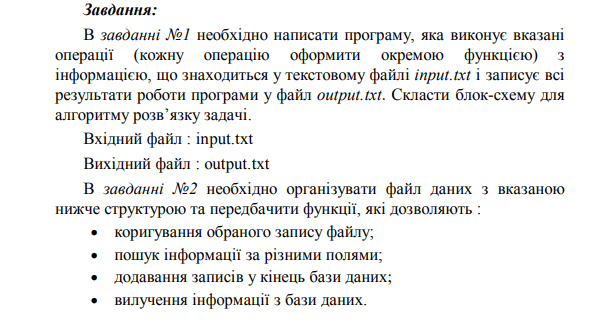 Завдання:
В завданні №1 необхідно написати програму, яка виконує вказані
операції (кожну операцію оформити окремою функцією) з
інформацією, що знаходиться у текстовому файлі input.txt і записує всі
результати роботи програми у файл output.txt. Скласти блок-схему для
алгоритму розв’язку задачі.
Вхідний файл : input.txt
Вихідний файл : output.txt
В завданні №2 необхідно організувати файл даних з вказаною
нижче структурою та передбачити функції, які дозволяють :
• коригування обраного запису файлу;
• пошук інформації за різними полями;
• додавання записів у кінець бази даних;
• вилучення інформації з бази даних.